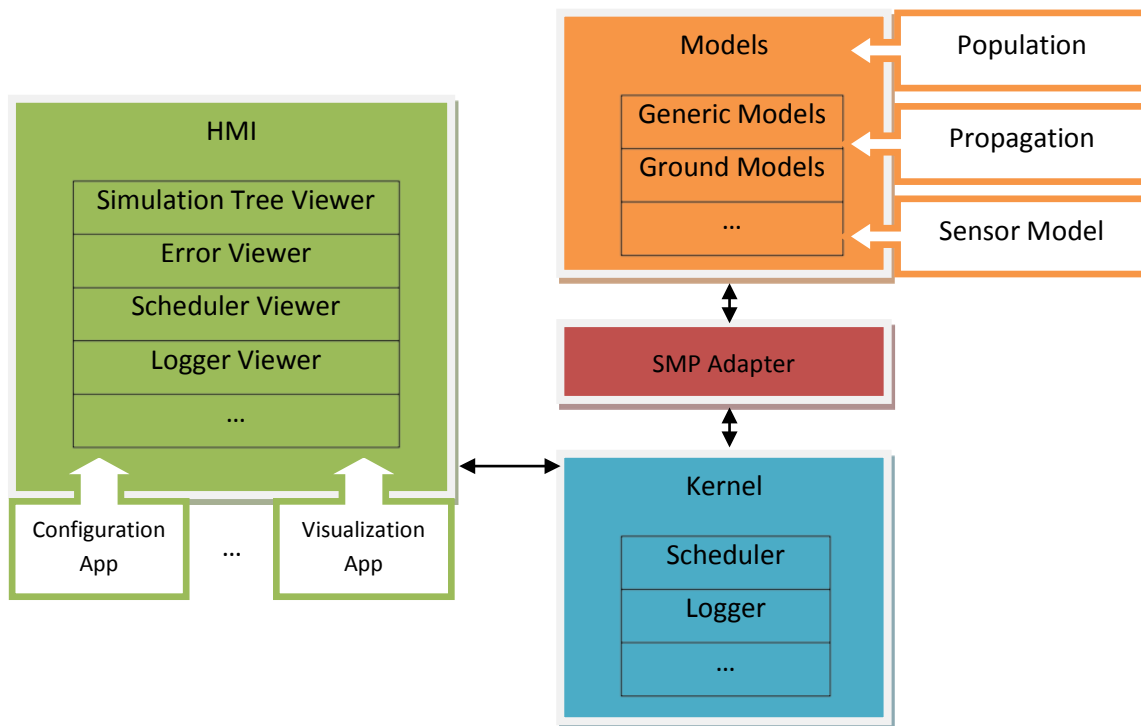 HMI
Simulation Tree Viewer
Error Viewer
Scheduler Viewer
Logger Viewer
...
Configuration
App
...
Visualization
App
Models
Generic Models
Ground Models
...
Population
Propagation
Sensor Model
SMP Adapter
Kernel
Scheduler
Logger
...